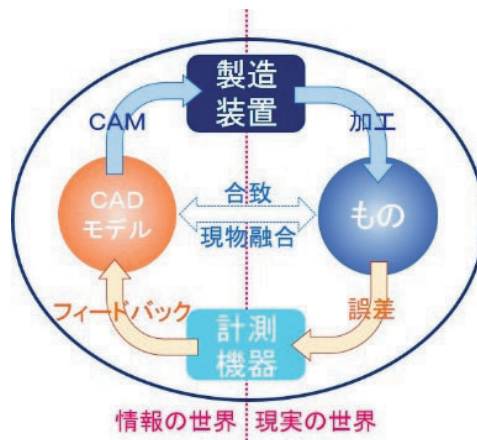 製造
装置
CAM
加工
CAD
モデル
合致
現物融合
もの
フィードバック
計測
機器
誤差
情報の世界
現実の世界